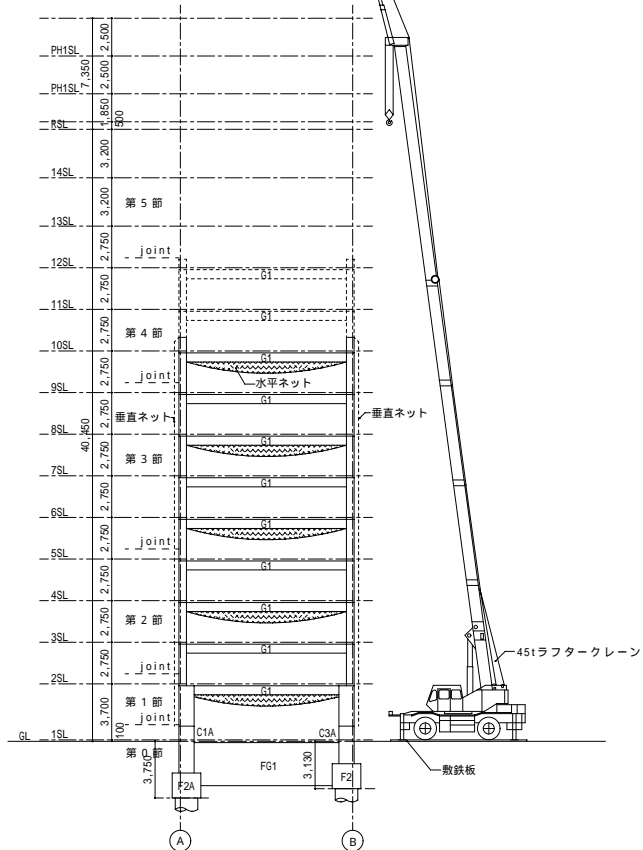 2,500
PH1SL
7,350
2,500
PH1SL
1,850
500
RSL
3,200
14SL
3,200
第5節
13SL
2,750
joint
12SL
G1
2,750
11SL
G1
2,750
第4節
10SL
G1
2,750
joint
水平ネット
9SL
G1
垂直ネット
垂直ネット
2,750
40,450
8SL
G1
2,750
第3節
7SL
G1
2,750
6SL
G1
2,750
joint
5SL
G1
2,750
4SL
G1
2,750
第2節
3SL
G1
2,750
joint
45tラフタークレーン
2SL
G1
3,700
第1節
joint
C1A
C3A
100
GL
1SL
第0節
3,750
FG1
3,130
F2A
F2
敷鉄板
A
B